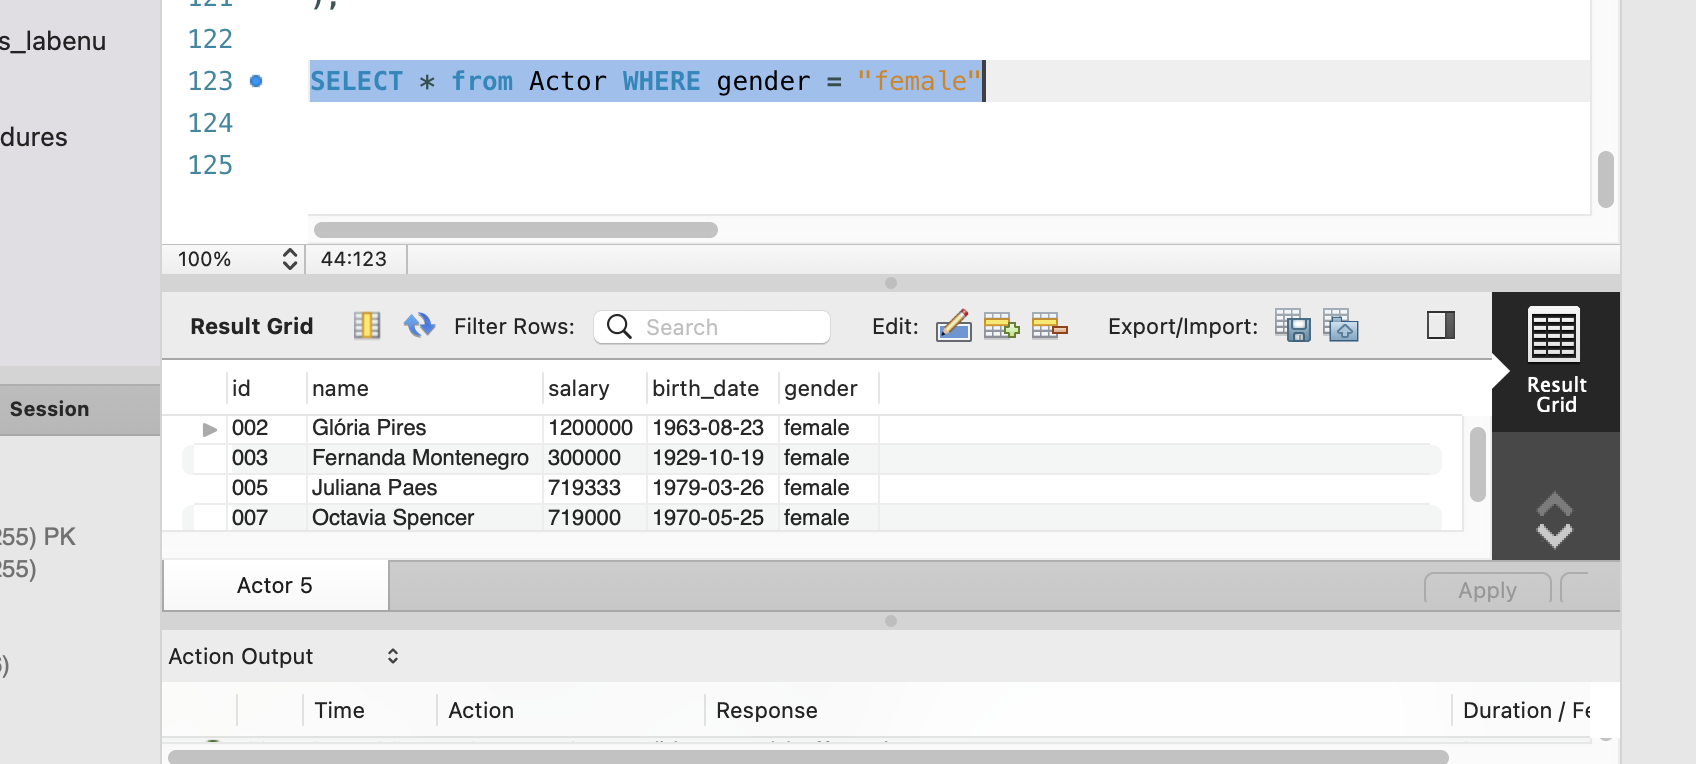 121 );
s_labenu
122
123 SELECT * from Actor WHERE gender = "female"
124
dures
125
100% 44:123
Result Grid Filter Rows: Search Edit: Export/Import:
Result
Grid
id name salary birth_date gender
Session
002 Glória Pires 1200000 1963-08-23 female
003 Fernanda Montenegro 300000 1929-10-19 female
005 Juliana Paes 719333 1979-03-26 female
007 Octavia Spencer 719000 1970-05-25 female
255) PK
255)
Actor 5 Apply
Action Output
)
Time Action Response Duration / Fe